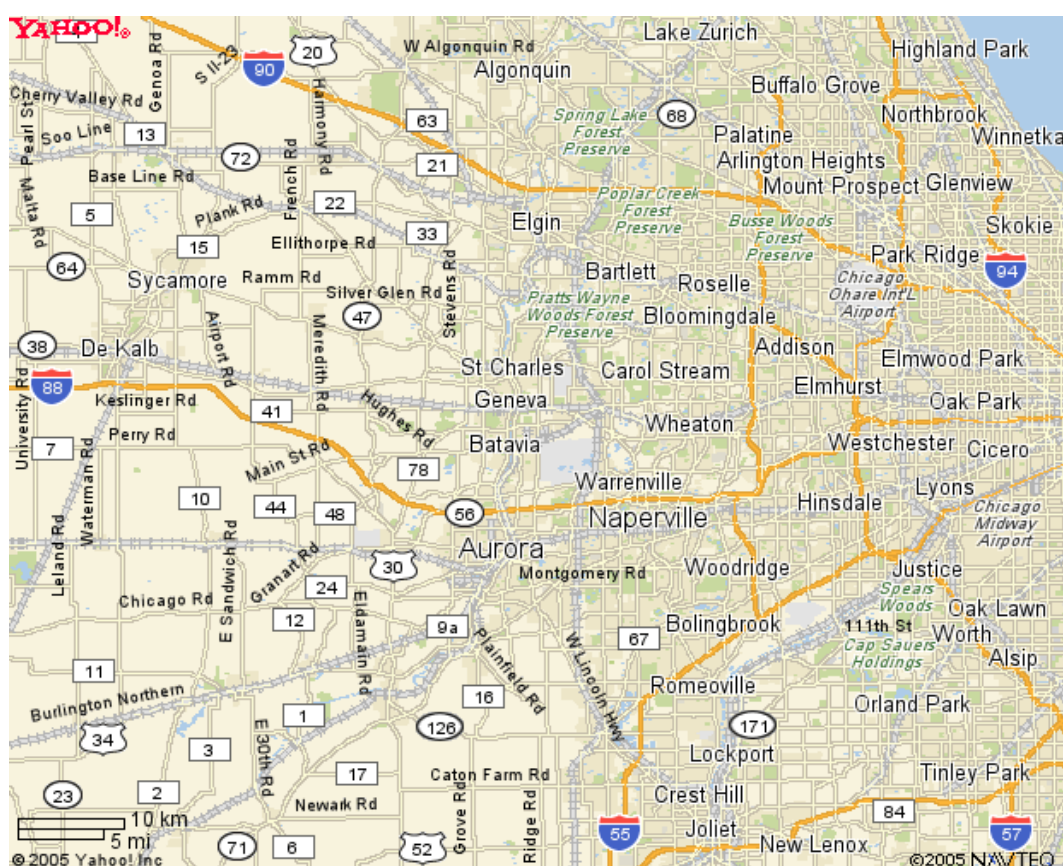 YAHOO!
4
Genoa Rd
S Il-23
90
20
W Algonquin Rd
Algonquin
Lake Zurich
Highland Park
Buffalo Grove
Northbrook
Winnetka
Cherry Valley Rd
Soo Line
13
72
Harmony Rd
French Rd
63
21
Spring Lake
Forest
Preserve
68
Palatine
Arlington Heights
Mount Prospect
Glenview
Skokie
Pearl St
Malta Rd
Base Line Rd
5
Plank Rd
22
Elgin
Poplar Creek
Forest
Preserve
Busse Woods
Forest
Preserve
Park Ridge
94
15
Ellithorpe Rd
33
64
Sycamore
Ramm Rd
Silver Glen Rd
47
Stevens Rd
Bartlett
Roselle
Chicago
Ohare Int'L
Airport
Pratts Wayne
Woods Forest
Preserve
Bloomingdale
Addison
Elmwood Park
38
De Kalb
Airport Rd
Meredith Rd
St Charles
Carol Stream
Elmhurst
Oak Park
88
University Rd
Keslinger Rd
41
Hughes Rd
Geneva
Wheaton
Westchester
Cicero
7
Perry Rd
Waterman Rd
Main St Rd
78
Batavia
Warrenville
Lyons
10
44
48
56
Naperville
Hinsdale
Chicago
Midway
Airport
Leland Rd
E Sandwich Rd
Granart Rd
30
Aurora
Montgomery Rd
Woodridge
Justice
Spears
Woods
Oak Lawn
Chicago Rd
24
12
Eldamain Rd
9a
Plainfield Rd
W Lincoln Hwy
67
Bolingbrook
111th St
Worth
Cap Sauers
Holdings
Alsip
11
Burlington Northern
34
1
16
126
Romeoville
171
Orland Park
3
E 30th Rd
Lockport
23
2
17
Newark Rd
Caton Farm Rd
Grove Rd
Ridge Rd
Crest Hill
Tinley Park
84
10 km
5 mi
71
6
52
55
Joliet
New Lenox
57
©2005 Yahoo! Inc
©2005 NAVTEQ